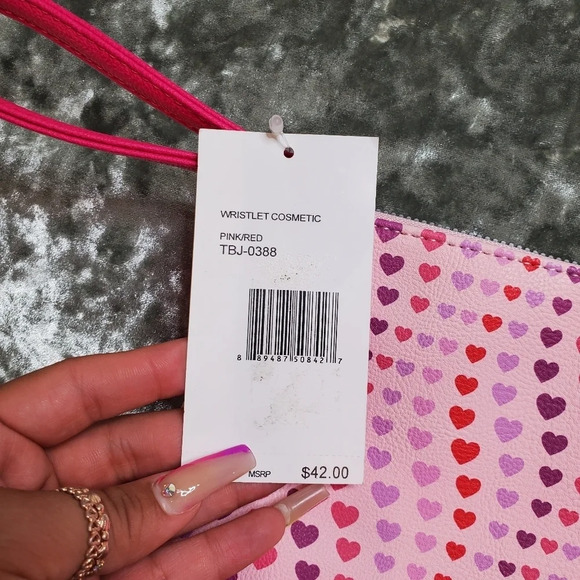 WRISTLET COSMETIC
PINK/RED
TBJ-0388
8 89487 50842 7
MSRP $42.00